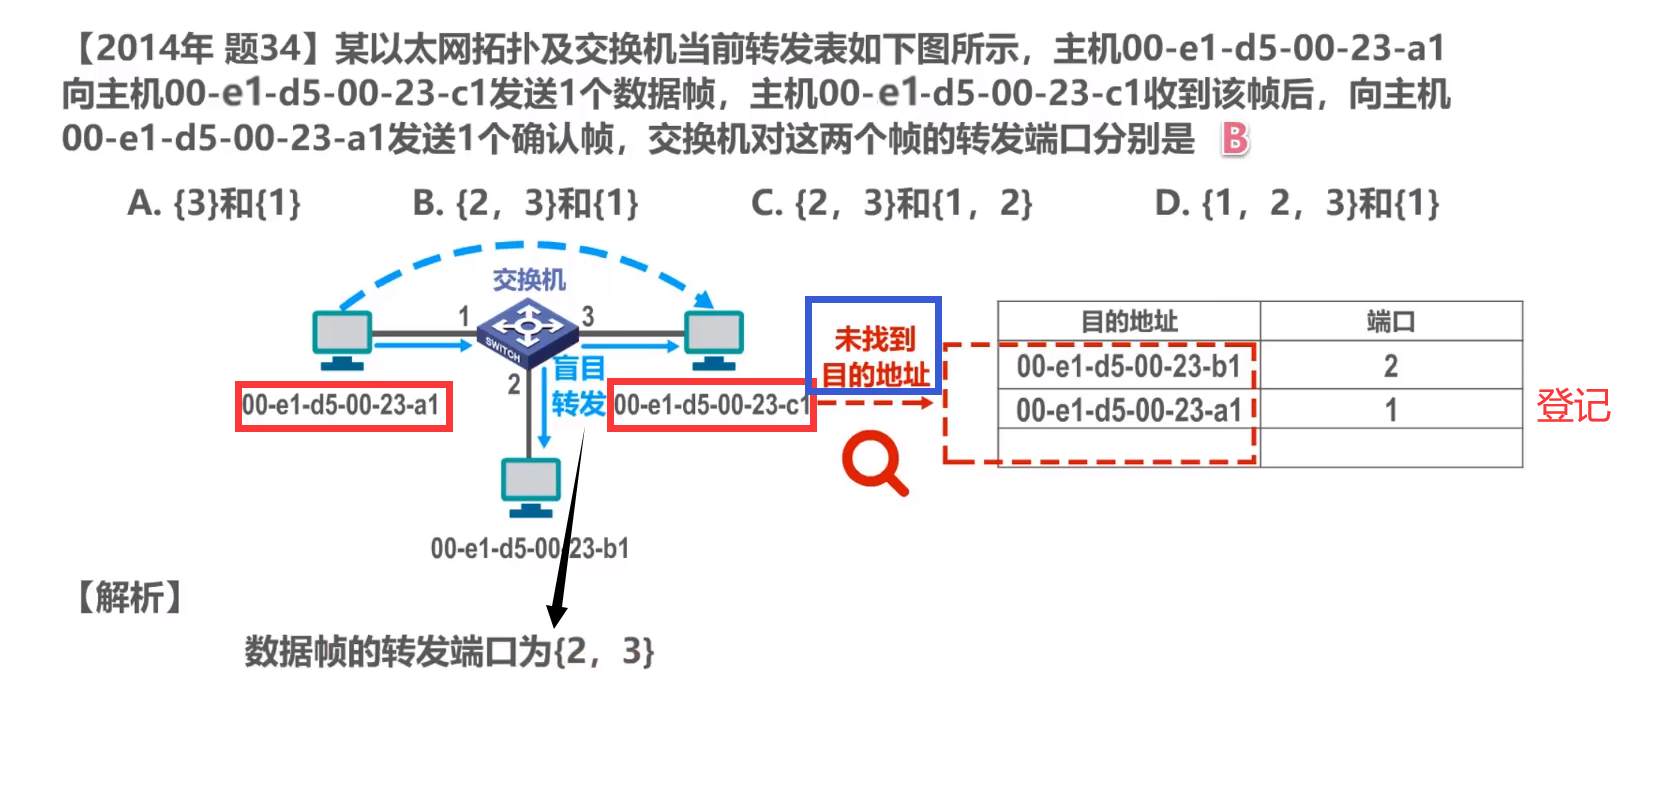 【2014年 题34】某以太网拓扑及交换机当前转发表如下图所示，主机00-e1-d5-00-23-a1
向主机00-e1-d5-00-23-c1发送1个数据帧，主机00-e1-d5-00-23-c1收到该帧后，向主机
00-e1-d5-00-23-a1发送1个确认帧，交换机对这两个帧的转发端口分别是 B
A. {3}和{1} B. {2，3}和{1} C. {2，3}和{1，2} D. {1，2，3}和{1}
交换机
1
3
SWITCH
2
盲目
转发
00-e1-d5-00-23-a1
00-e1-d5-00-23-c1
00-e1-d5-00-23-b1
未找到
目的地址
目的地址 端口
00-e1-d5-00-23-b1 2
00-e1-d5-00-23-a1 1
登记
【解析】
数据帧的转发端口为{2，3}